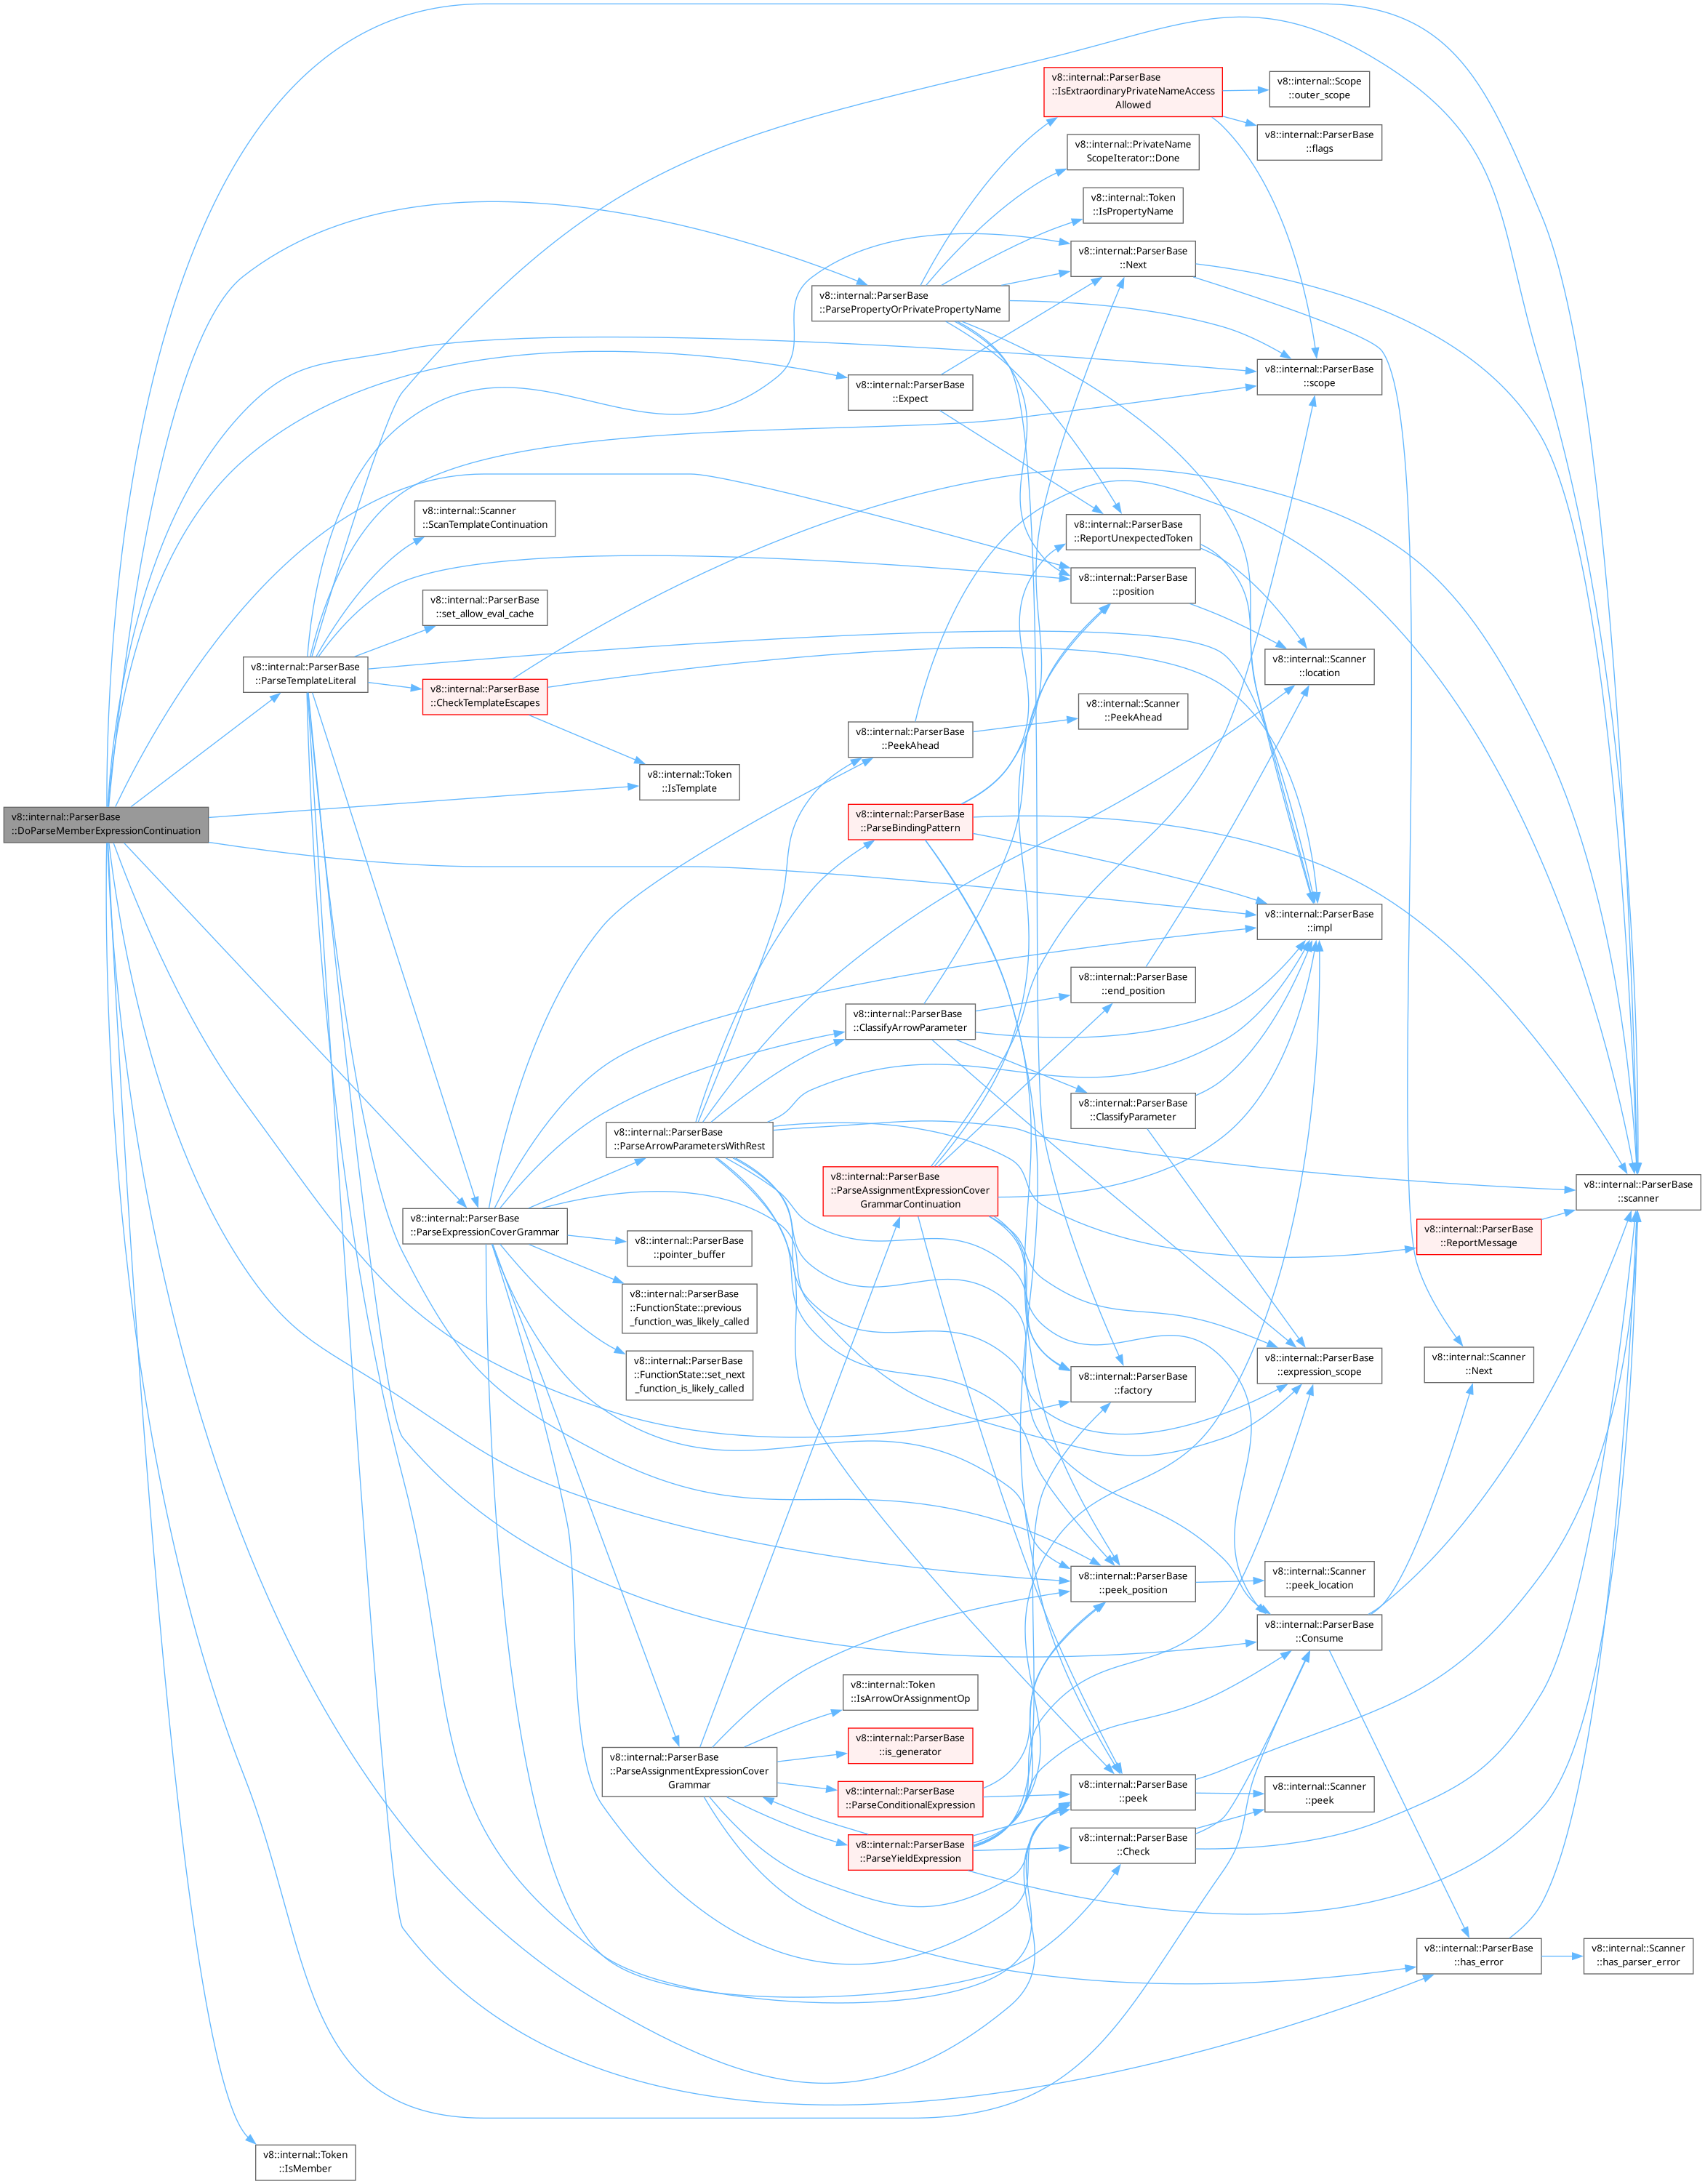 v8::internal::ParserBase
::IsExtraordinaryPrivateNameAccess
Allowed
v8::internal::Scope
::outer_scope
v8::internal::ParserBase
::flags
v8::internal::PrivateName
ScopeIterator::Done
v8::internal::Token
::IsPropertyName
v8::internal::ParserBase
::Next
v8::internal::ParserBase
::ParsePropertyOrPrivatePropertyName
v8::internal::ParserBase
::scope
v8::internal::ParserBase
::Expect
v8::internal::Scanner
::ScanTemplateContinuation
v8::internal::ParserBase
::ReportUnexpectedToken
v8::internal::ParserBase
::position
v8::internal::ParserBase
::set_allow_eval_cache
v8::internal::Scanner
::location
v8::internal::ParserBase
::ParseTemplateLiteral
v8::internal::ParserBase
::CheckTemplateEscapes
v8::internal::Scanner
::PeekAhead
v8::internal::ParserBase
::PeekAhead
v8::internal::Token
::IsTemplate
v8::internal::ParserBase
::DoParseMemberExpressionContinuation
v8::internal::ParserBase
::ParseBindingPattern
v8::internal::ParserBase
::impl
v8::internal::ParserBase
::end_position
v8::internal::ParserBase
::ClassifyArrowParameter
v8::internal::ParserBase
::ClassifyParameter
v8::internal::ParserBase
::ParseArrowParametersWithRest
v8::internal::ParserBase
::ParseAssignmentExpressionCover
GrammarContinuation
v8::internal::ParserBase
::scanner
v8::internal::ParserBase
::ParseExpressionCoverGrammar
v8::internal::ParserBase
::ReportMessage
v8::internal::ParserBase
::pointer_buffer
v8::internal::ParserBase
::FunctionState::previous
_function_was_likely_called
v8::internal::ParserBase
::FunctionState::set_next
_function_is_likely_called
v8::internal::ParserBase
::factory
v8::internal::ParserBase
::expression_scope
v8::internal::Scanner
::Next
v8::internal::ParserBase
::peek_position
v8::internal::Scanner
::peek_location
v8::internal::ParserBase
::Consume
v8::internal::Token
::IsArrowOrAssignmentOp
v8::internal::ParserBase
::is_generator
v8::internal::ParserBase
::ParseAssignmentExpressionCover
Grammar
v8::internal::ParserBase
::ParseConditionalExpression
v8::internal::ParserBase
::peek
v8::internal::Scanner
::peek
v8::internal::ParserBase
::ParseYieldExpression
v8::internal::ParserBase
::Check
v8::internal::ParserBase
::has_error
v8::internal::Scanner
::has_parser_error
v8::internal::Token
::IsMember